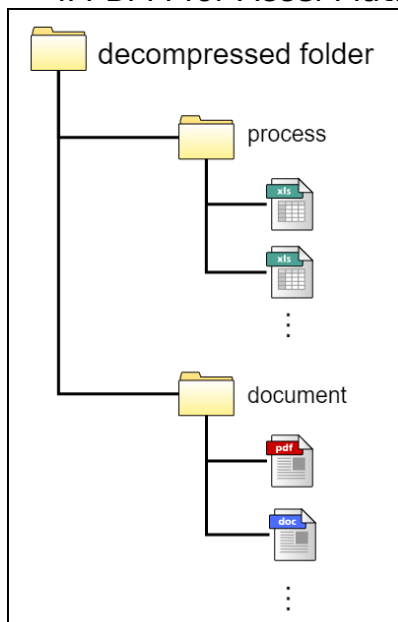 decompressed folder
process
xls
xls
document
pdf
doc